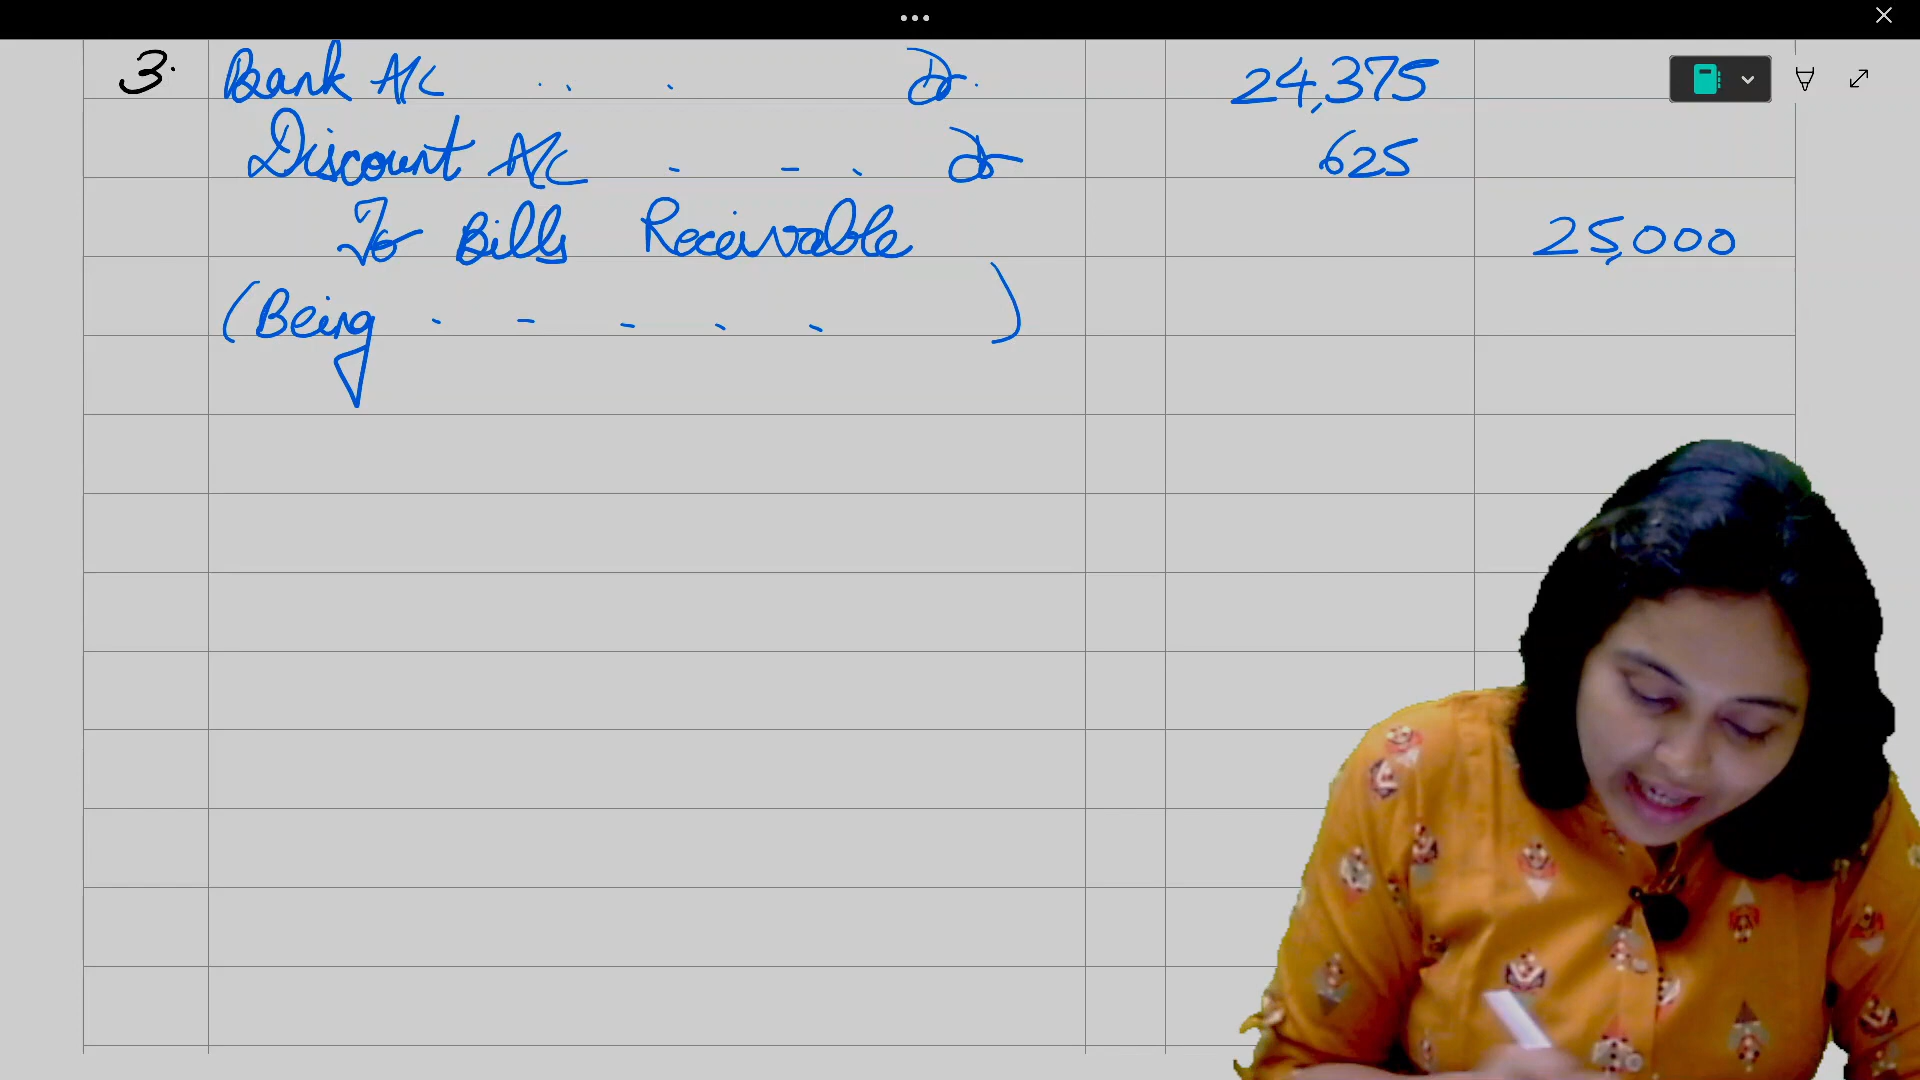 3. Bank A/C . . . Dr. 24,375
Discount A/C . - . Dr 625
To Bills Receivable 25,000
(Being . - - . . )